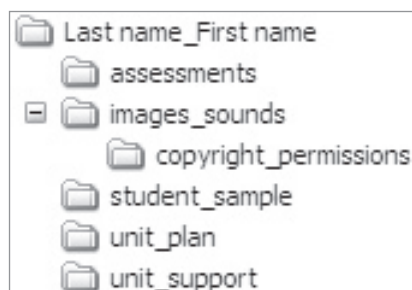 Last name_First name
assessments
images_sounds
copyright_permissions
student_sample
unit_plan
unit_support